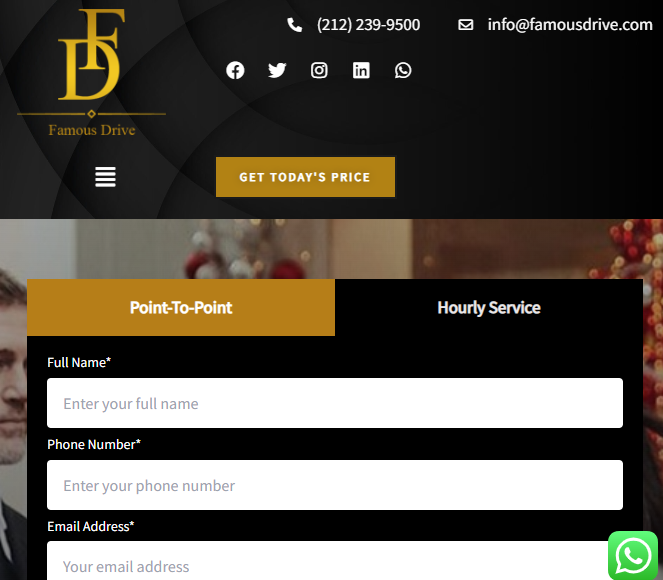 FD
Famous Drive
(212) 239-9500
info@famousdrive.com
GET TODAY'S PRICE
Point-To-Point
Hourly Service
Full Name*
Enter your full name
Phone Number*
Enter your phone number
Email Address*
Your email address